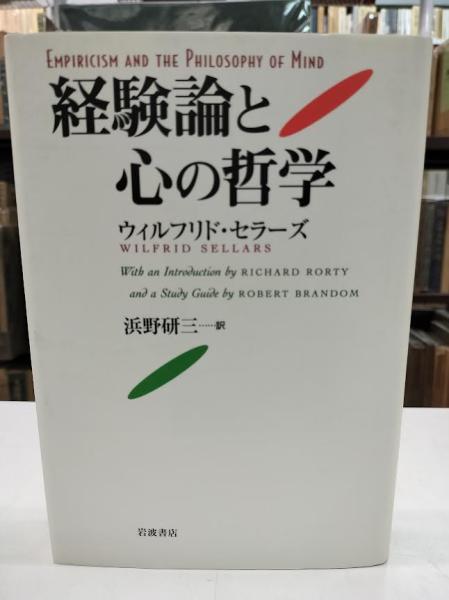 EMPIRICISM AND THE PHILOSOPHY OF MIND
経験論と
心の哲学
ウィルフリド・セラーズ
WILFRID SELLARS
With an Introduction by RICHARD RORTY
and a Study Guide by ROBERT BRANDOM
浜野研三……訳
岩波書店